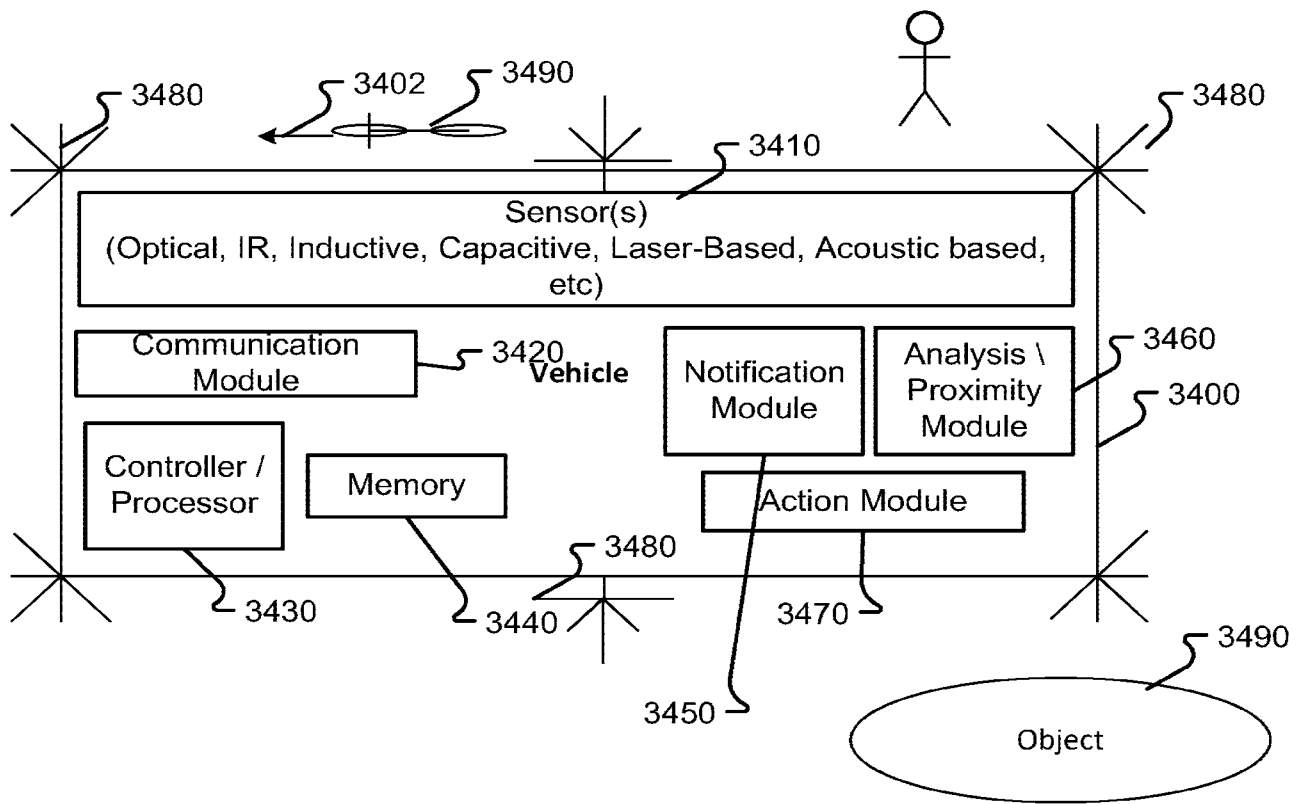 3480
3402
3490
3480
3410
Sensor(s)
(Optical, IR, Inductive, Capacitive, Laser-Based, Acoustic based,
etc)
Communication
Module
3420
Vehicle
Notification
Module
Analysis \
Proximity
Module
3460
3400
Controller /
Processor
Memory
Action Module
3480
3430
3440
3470
3490
3450
Object